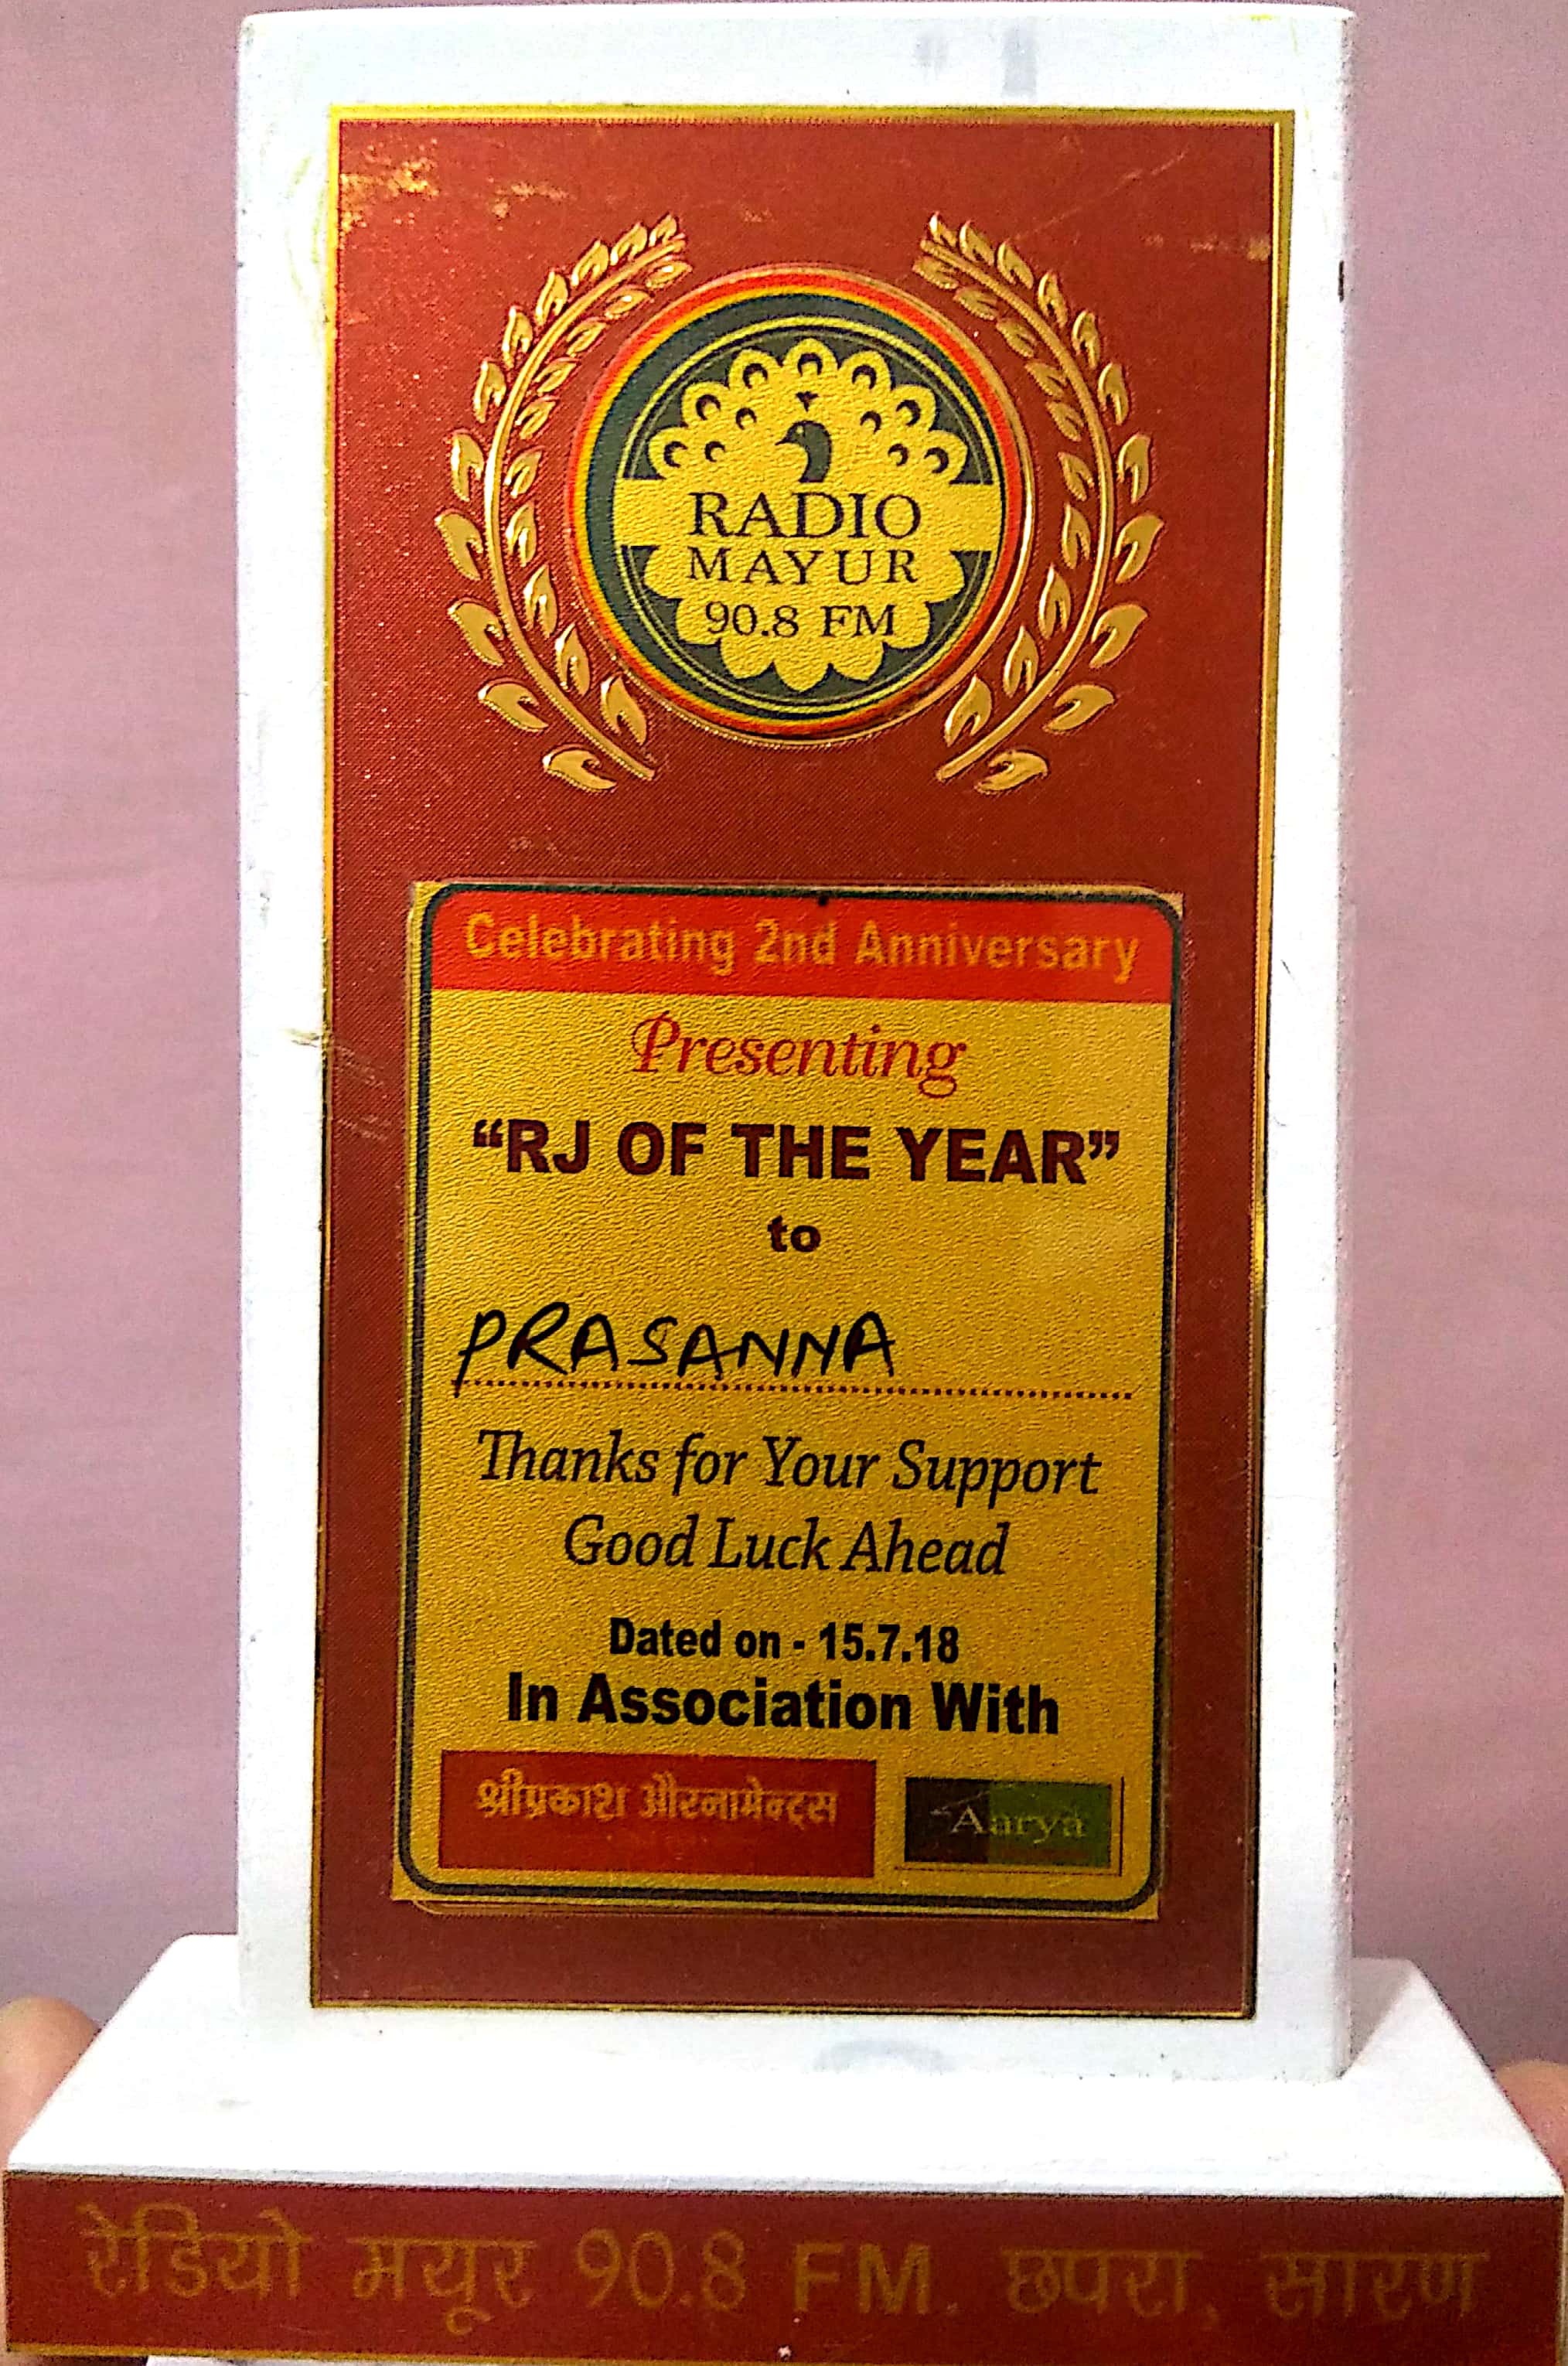 RADIO
MAYUR
90.8 FM
Celebrating 2nd Anniversary
Presenting
“RJ OF THE YEAR”
to
PRASANNA
Thanks for Your Support
Good Luck Ahead
Dated on - 15.7.18
In Association With
श्रीप्रकाश औरनामेन्ट्स
Aarya
रेडियो मयूर 90.8 FM. छपरा, सारण